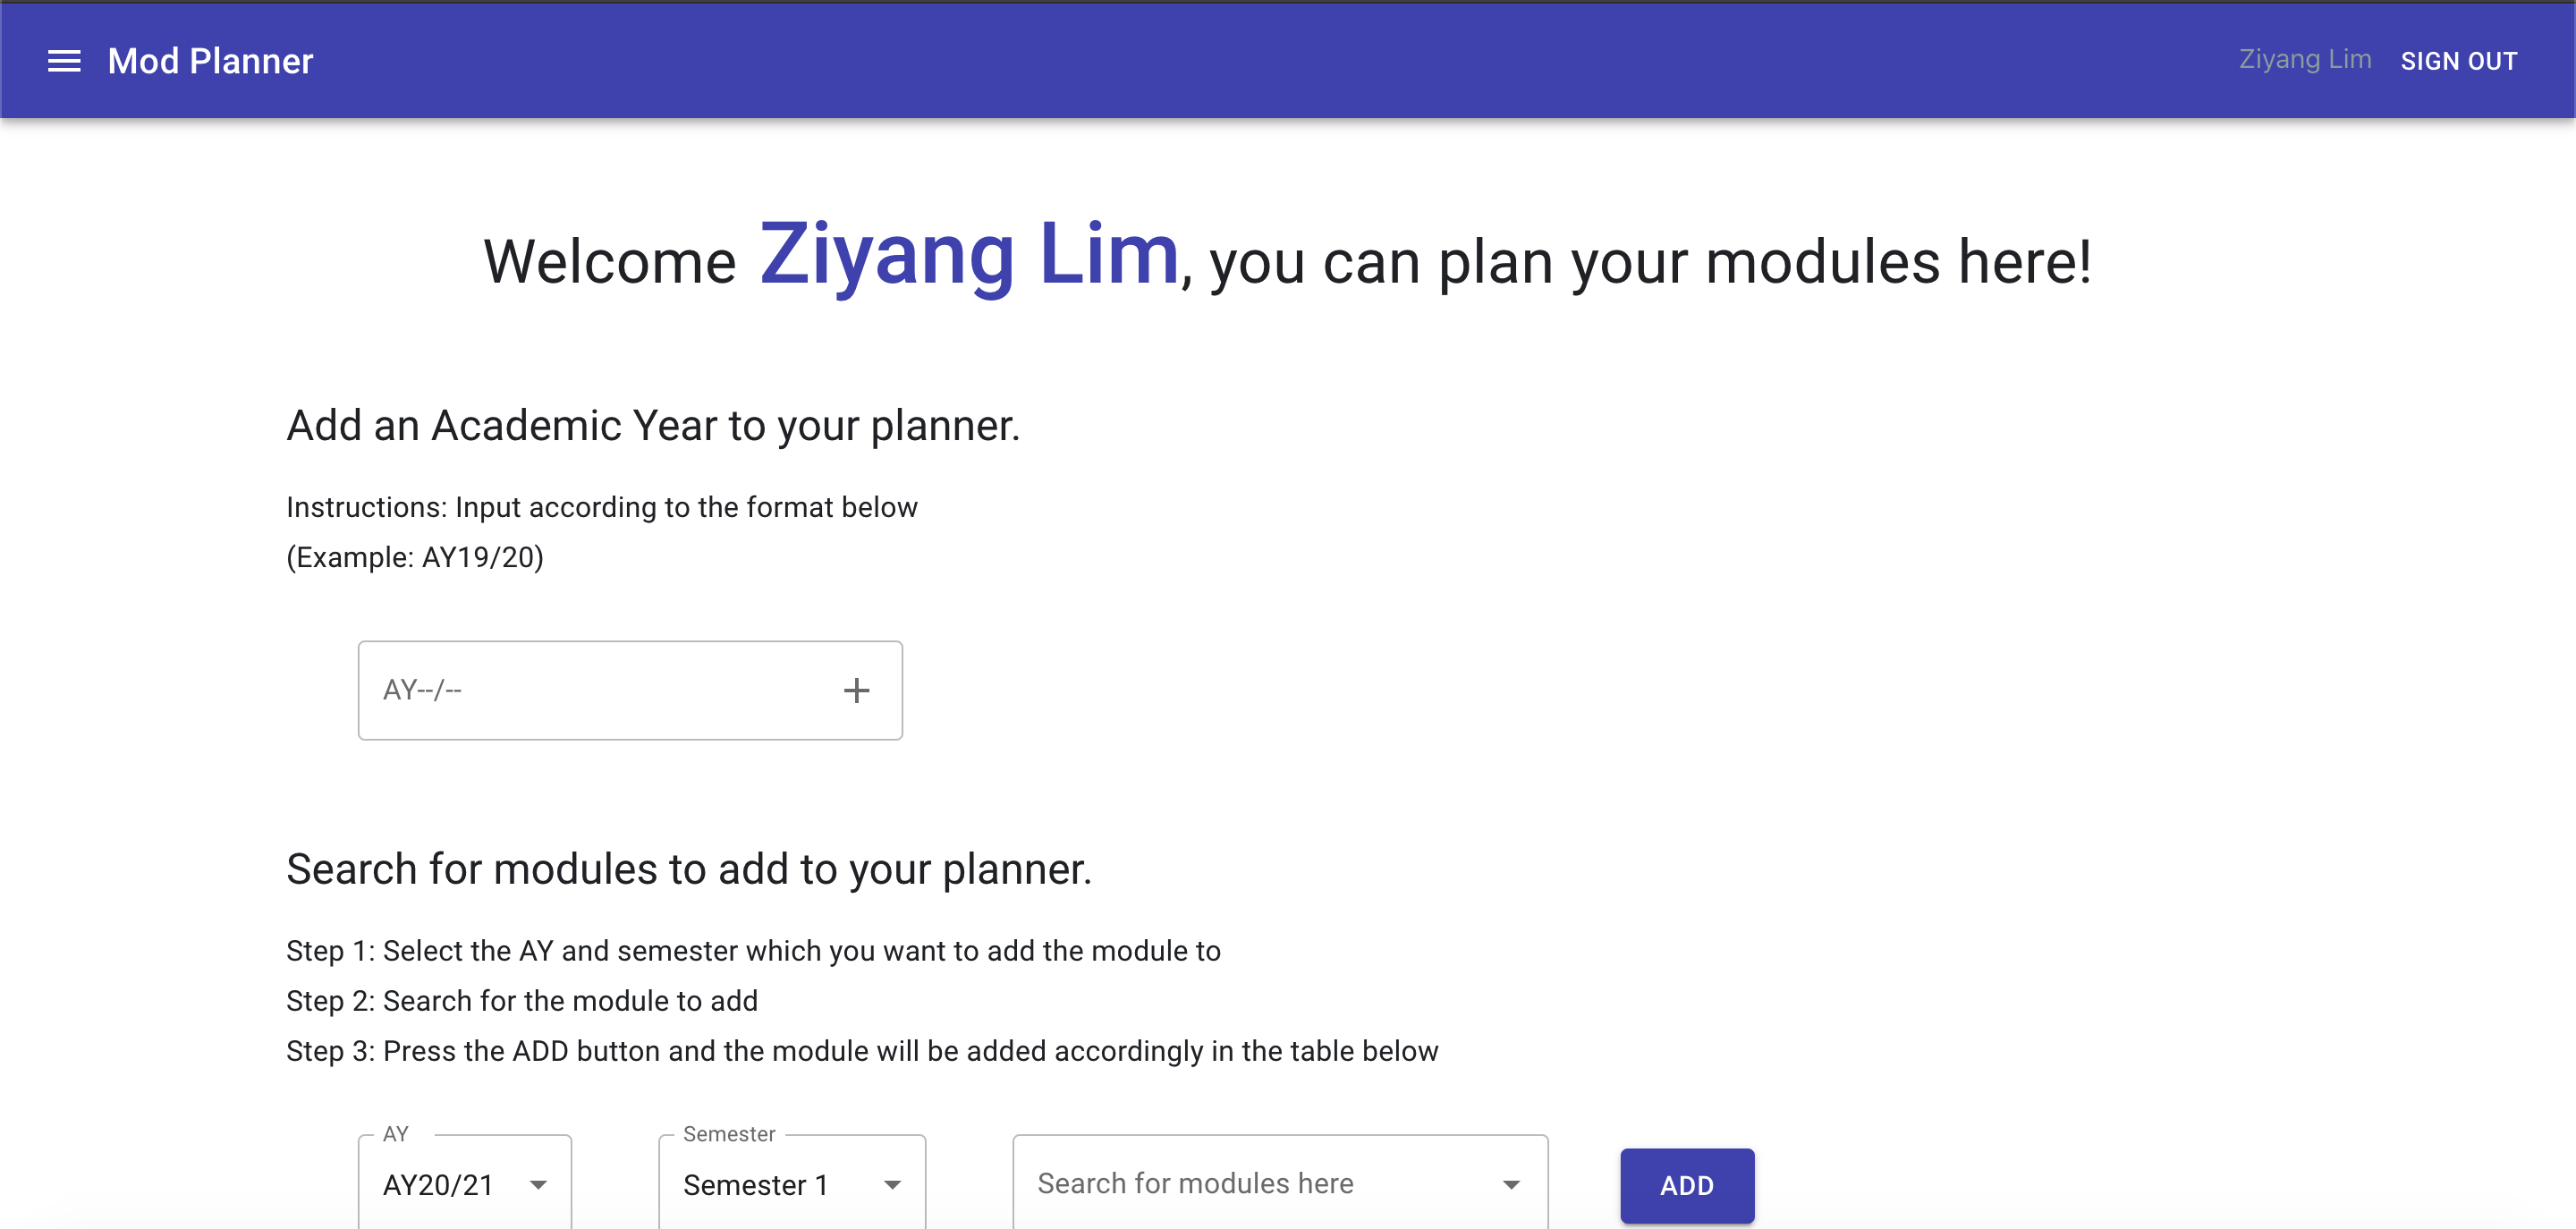 Mod Planner
Ziyang Lim
SIGN OUT
Welcome Ziyang Lim, you can plan your modules here!
Add an Academic Year to your planner.
Instructions: Input according to the format below
(Example: AY19/20)
AY--/--
Search for modules to add to your planner.
Step 1: Select the AY and semester which you want to add the module to
Step 2: Search for the module to add
Step 3: Press the ADD button and the module will be added accordingly in the table below
AY
AY20/21
Semester
Semester 1
Search for modules here
ADD